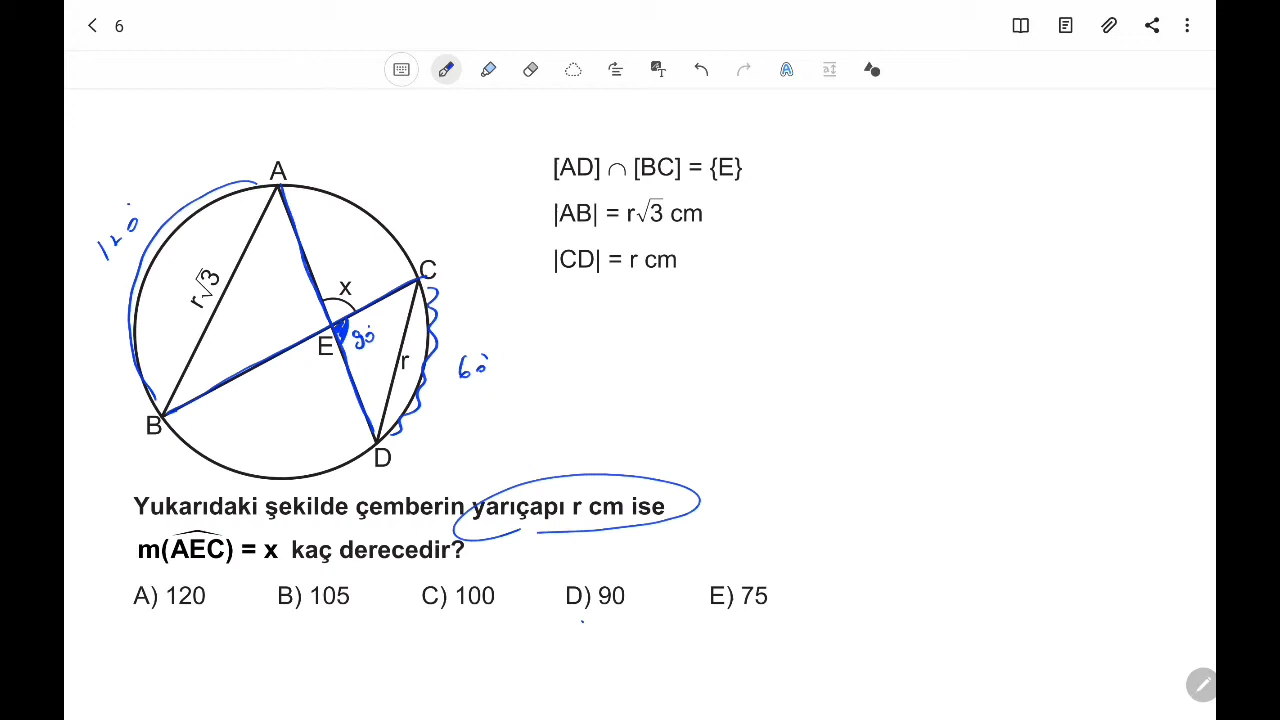 6
[AD] ∩ [BC] = {E}
|AB| = r√3 cm
|CD| = r cm
A
120°
r√3
x
C
E
90°
r
60°
B
D
Yukarıdaki şekilde çemberin yarıçapı r cm ise
m(AEC) = x kaç derecedir?
A) 120 B) 105 C) 100 D) 90 E) 75